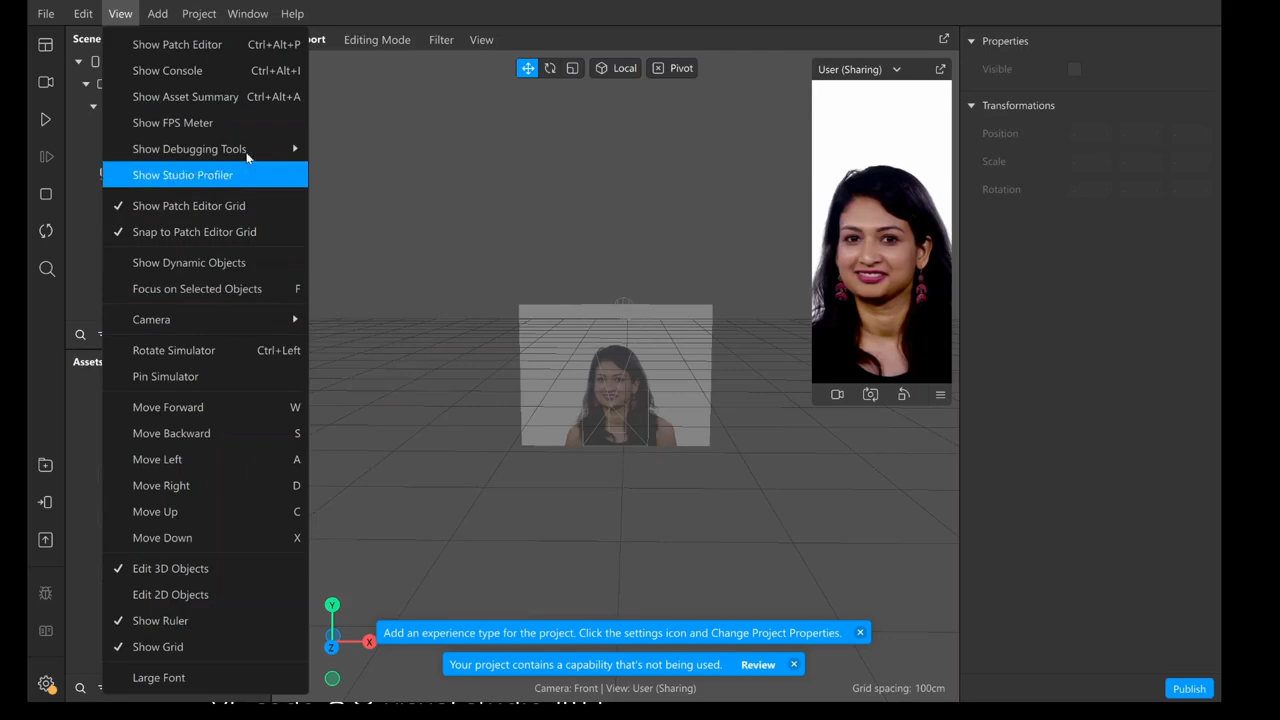 File Edit View Add Project Window Help
Scene
Show Patch Editor Ctrl+Alt+P
Show Console Ctrl+Alt+I
Show Asset Summary Ctrl+Alt+A
Show FPS Meter
Show Debugging Tools
Show Studio Profiler
Show Patch Editor Grid
Snap to Patch Editor Grid
Show Dynamic Objects
Focus on Selected Objects F
Camera
Rotate Simulator Ctrl+Left
Pin Simulator
Move Forward W
Move Backward S
Move Left A
Move Right D
Move Up C
Move Down X
Edit 3D Objects
Edit 2D Objects
Show Ruler
Show Grid
Large Font
Assets
Editing Mode Filter View
Local Pivot
User (Sharing)
Y
X
Z
Add an experience type for the project. Click the settings icon and Change Project Properties.
Your project contains a capability that's not being used. Review
Camera: Front | View: User (Sharing)
Grid spacing: 100cm
Properties
Visible
Transformations
Position
Scale
Rotation
Publish